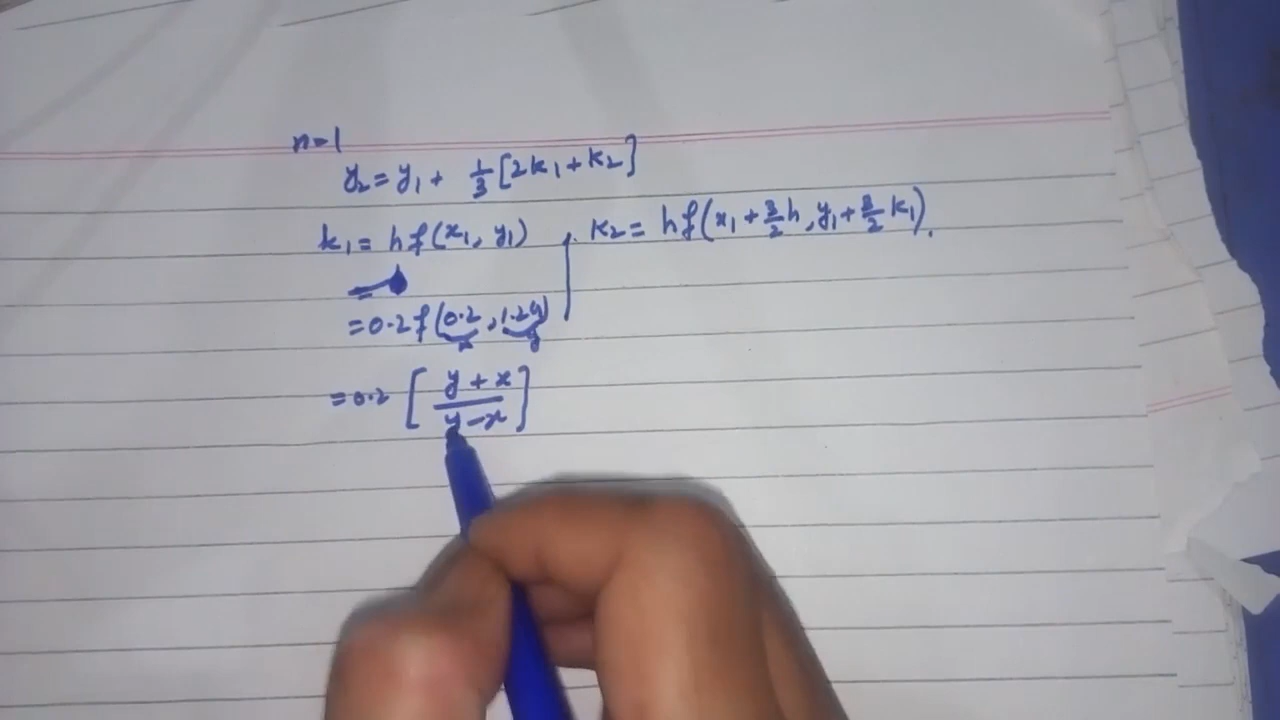 n=1
y₂ = y₁ + 1/3 [2k₁ + k₂]
k₁ = hf(x₁, y₁)
k₂ = hf(x₁ + 3/2 h, y₁ + 3/2 k₁).
= 0.2f(0.2, 1.24)
x y
= 0.2 [ y + x / y - x ]